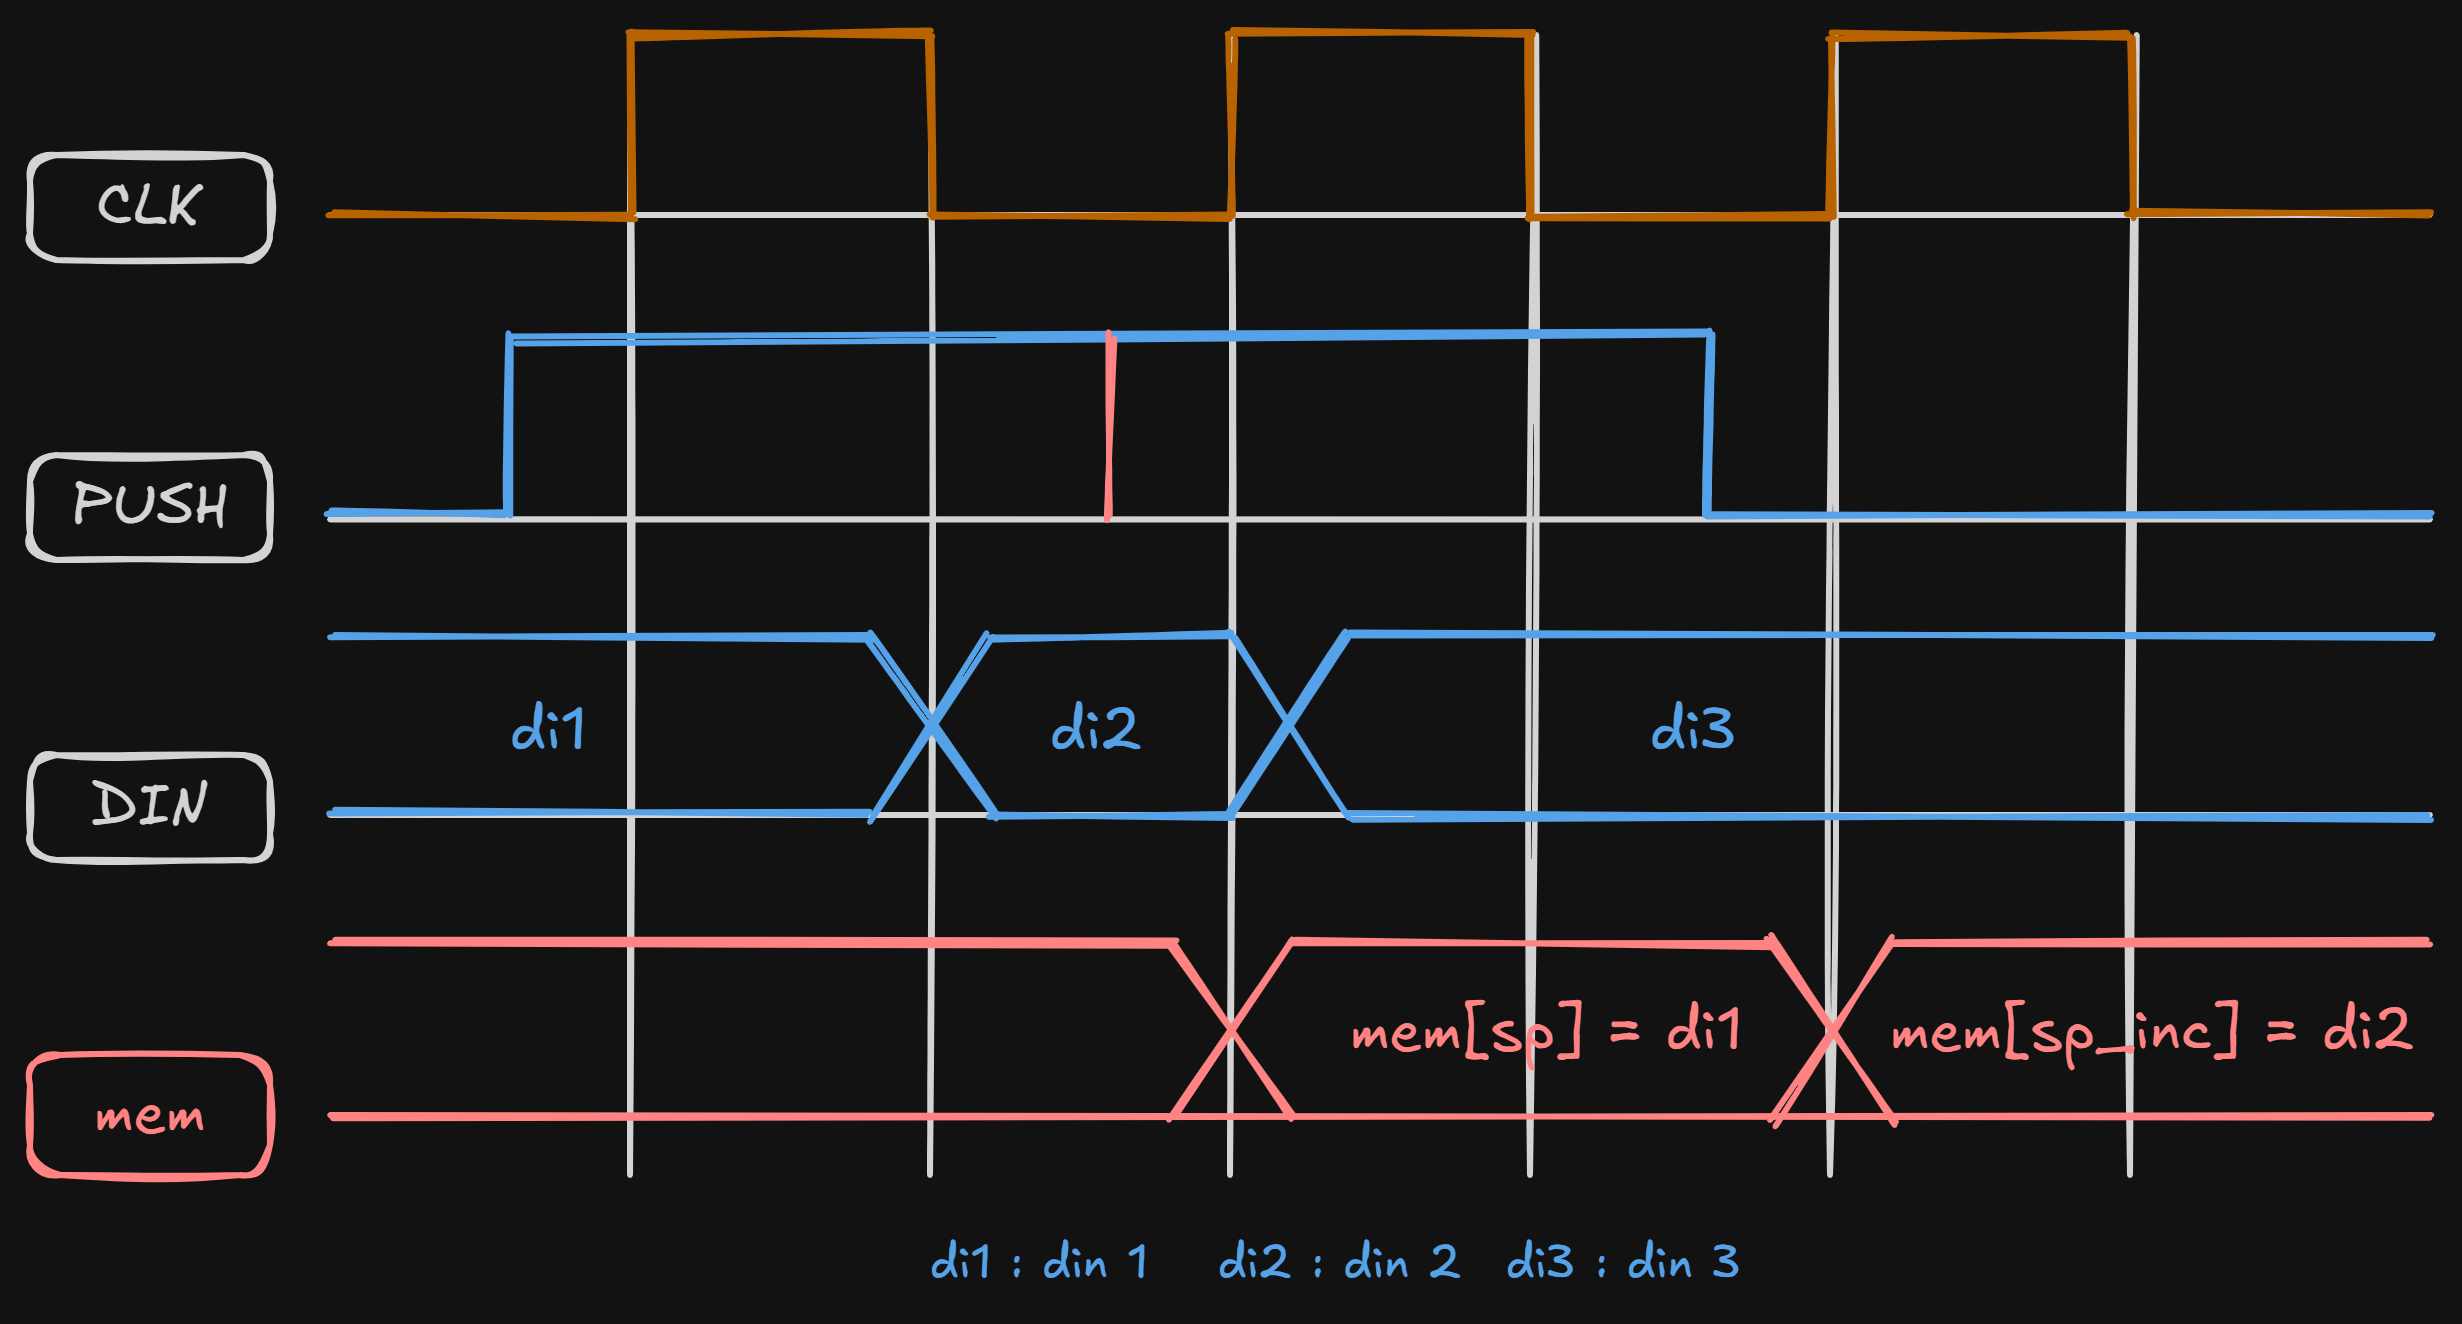 CLK
PUSH
di1 di2 di3
DIN
mem[sp] = di1 mem[sp_inc] = di2
mem
di1 : din 1 di2 : din 2 di3 : din 3